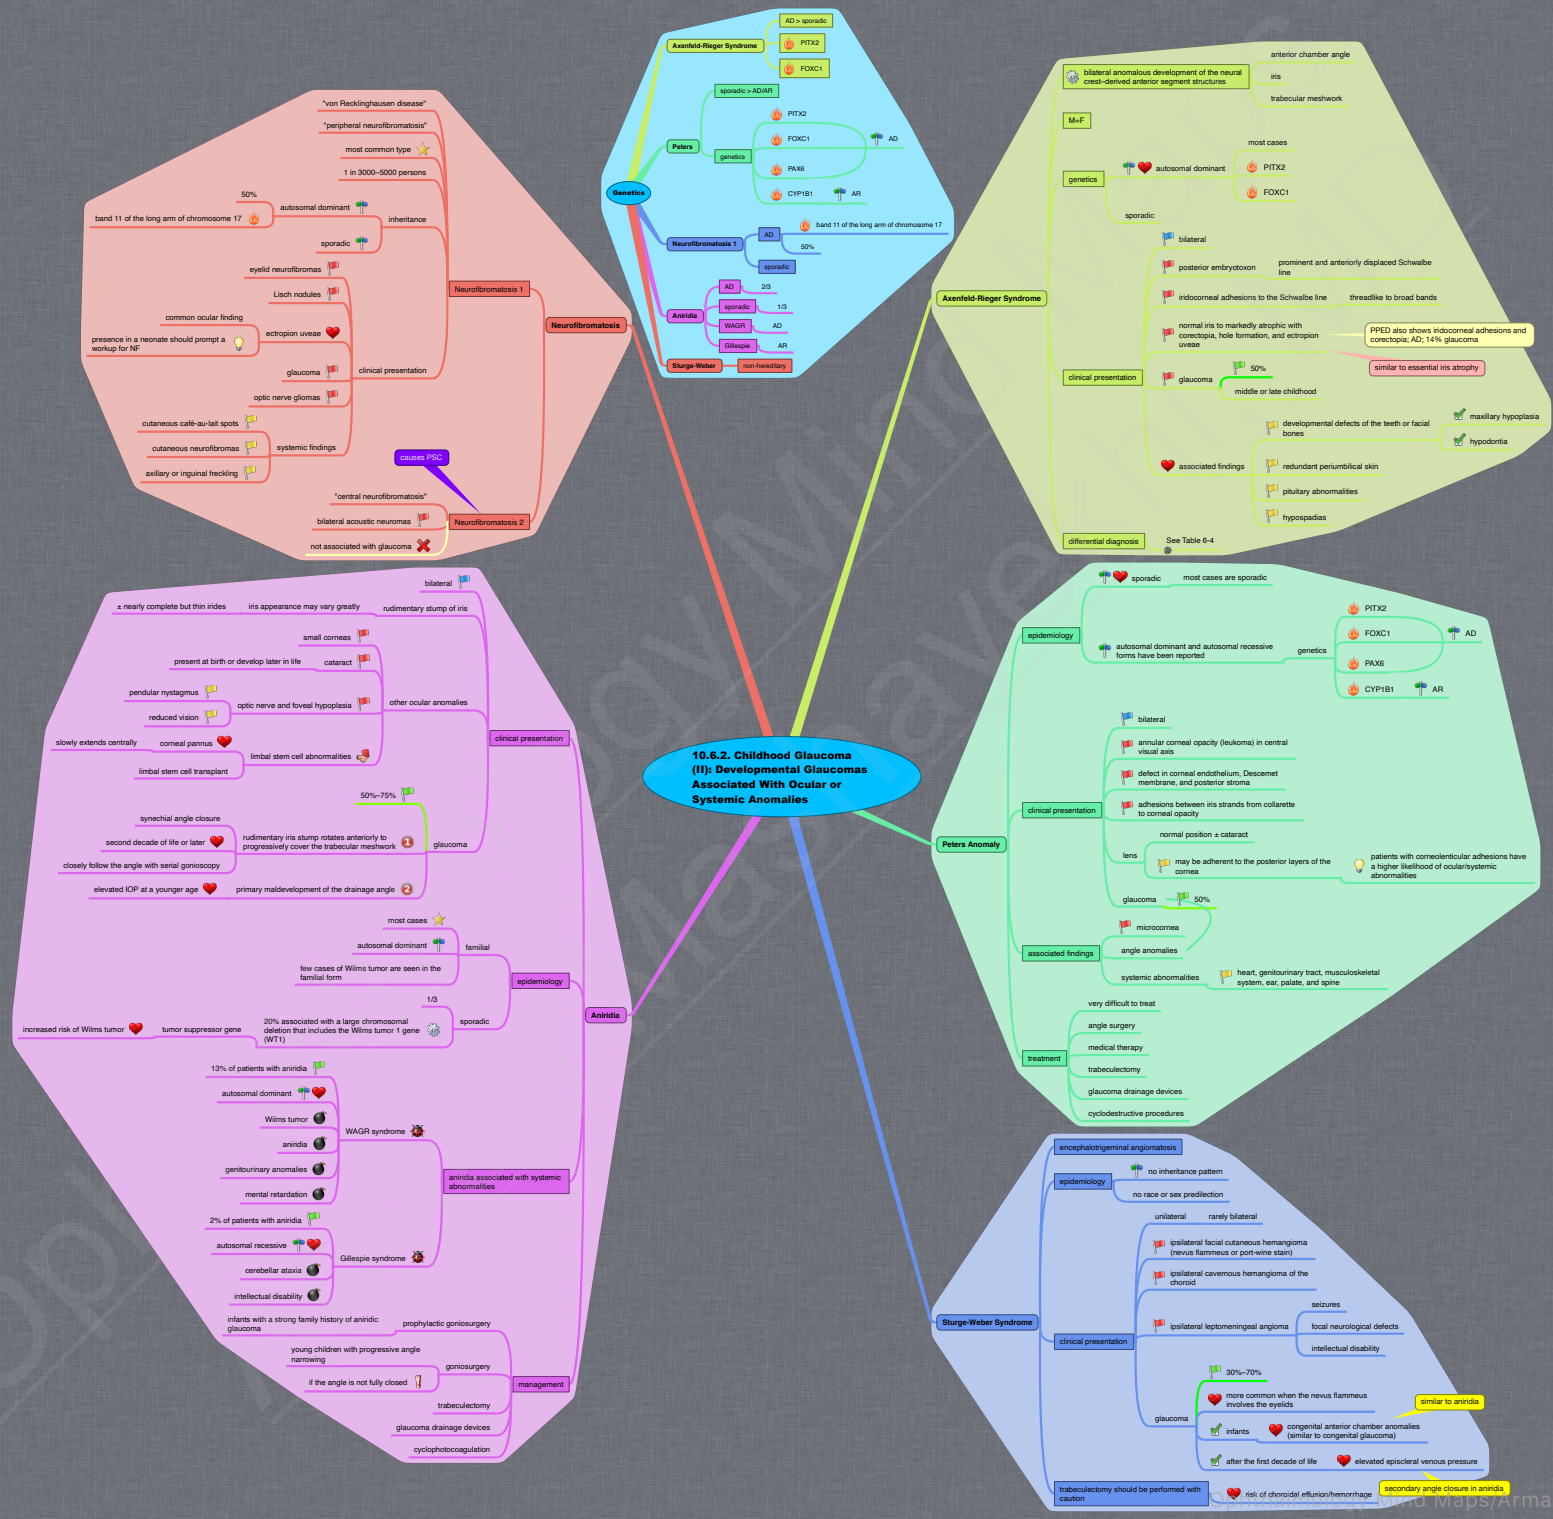 10.6.2. Childhood Glaucoma
(II): Developmental Glaucomas
Associated With Ocular or
Systemic Anomalies
Genetics
Axenfeld-Rieger Syndrome
AD > sporadic
PITX2
FOXC1
Peters
sporadic > AD/AR
genetics
PITX2
FOXC1
PAX6
AD
CYP1B1
AR
Neurofibromatosis 1
AD
band 11 of the long arm of chromosome 17
50%
sporadic
Aniridia
AD
2/3
sporadic
1/3
WAGR
AD
Gillespie
AR
Sturge-Weber
non-hereditary
Axenfeld-Rieger Syndrome
bilateral anomalous development of the neural
crest–derived anterior segment structures
anterior chamber angle
iris
trabecular meshwork
M=F
genetics
autosomal dominant
most cases
PITX2
FOXC1
sporadic
clinical presentation
bilateral
posterior embryotoxon
prominent and anteriorly displaced Schwalbe
line
iridocorneal adhesions to the Schwalbe line
threadlike to broad bands
normal iris to markedly atrophic with
corectopia, hole formation, and ectropion
uveae
PPED also shows iridocorneal adhesions and
corectopia; AD; 14% glaucoma
similar to essential iris atrophy
glaucoma
50%
middle or late childhood
associated findings
developmental defects of the teeth or facial
bones
maxillary hypoplasia
hypodontia
redundant periumbilical skin
pituitary abnormalities
hypospadias
differential diagnosis
See Table 6-4
Peters Anomaly
epidemiology
sporadic
most cases are sporadic
autosomal dominant and autosomal recessive
forms have been reported
genetics
PITX2
FOXC1
PAX6
AD
CYP1B1
AR
clinical presentation
bilateral
annular corneal opacity (leukoma) in central
visual axis
defect in corneal endothelium, Descemet
membrane, and posterior stroma
adhesions between iris strands from collarette
to corneal opacity
lens
normal position ± cataract
may be adherent to the posterior layers of the
cornea
patients with corneolenticular adhesions have
a higher likelihood of ocular/systemic
abnormalities
glaucoma
50%
associated findings
microcornea
angle anomalies
systemic abnormalities
heart, genitourinary tract, musculoskeletal
system, ear, palate, and spine
treatment
very difficult to treat
angle surgery
medical therapy
trabeculectomy
glaucoma drainage devices
cyclodestructive procedures
Sturge-Weber Syndrome
encephalotrigeminal angiomatosis
epidemiology
no inheritance pattern
no race or sex predilection
clinical presentation
unilateral
rarely bilateral
ipsilateral facial cutaneous hemangioma
(nevus flammeus or port-wine stain)
ipsilateral cavernous hemangioma of the
choroid
ipsilateral leptomeningeal angioma
seizures
focal neurological defects
intellectual disability
glaucoma
30%–70%
more common when the nevus flammeus
involves the eyelids
infants
congenital anterior chamber anomalies
(similar to congenital glaucoma)
similar to aniridia
after the first decade of life
elevated episcleral venous pressure
secondary angle closure in aniridia
trabeculectomy should be performed with
caution
risk of choroidal effusion/hemorrhage
Neurofibromatosis
Neurofibromatosis 1
"von Recklinghausen disease"
"peripheral neurofibromatosis"
most common type
1 in 3000–5000 persons
inheritance
autosomal dominant
50%
band 11 of the long arm of chromosome 17
sporadic
clinical presentation
eyelid neurofibromas
Lisch nodules
ectropion uveae
common ocular finding
presence in a neonate should prompt a
workup for NF
glaucoma
optic nerve gliomas
systemic findings
cutaneous café-au-lait spots
cutaneous neurofibromas
axillary or inguinal freckling
causes PSC
Neurofibromatosis 2
"central neurofibromatosis"
bilateral acoustic neuromas
not associated with glaucoma
Aniridia
clinical presentation
bilateral
rudimentary stump of iris
iris appearance may vary greatly
± nearly complete but thin irides
other ocular anomalies
small corneas
cataract
present at birth or develop later in life
optic nerve and foveal hypoplasia
pendular nystagmus
reduced vision
limbal stem cell abnormalities
corneal pannus
slowly extends centrally
limbal stem cell transplant
glaucoma
50%–75%
1
rudimentary iris stump rotates anteriorly to
progressively cover the trabecular meshwork
synechial angle closure
second decade of life or later
closely follow the angle with serial gonioscopy
2
primary maldevelopment of the drainage angle
elevated IOP at a younger age
epidemiology
familial
most cases
autosomal dominant
few cases of Wilms tumor are seen in the
familial form
sporadic
1/3
20% associated with a large chromosomal
deletion that includes the Wilms tumor 1 gene
(WT1)
tumor suppressor gene
increased risk of Wilms tumor
aniridia associated with systemic
abnormalities
WAGR syndrome
13% of patients with aniridia
autosomal dominant
Wilms tumor
aniridia
genitourinary anomalies
mental retardation
Gillespie syndrome
2% of patients with aniridia
autosomal recessive
cerebellar ataxia
intellectual disability
management
prophylactic goniosurgery
infants with a strong family history of aniridic
glaucoma
goniosurgery
young children with progressive angle
narrowing
if the angle is not fully closed
trabeculectomy
glaucoma drainage devices
cyclophotocoagulation
Ophthalmology Mind Maps/Arma